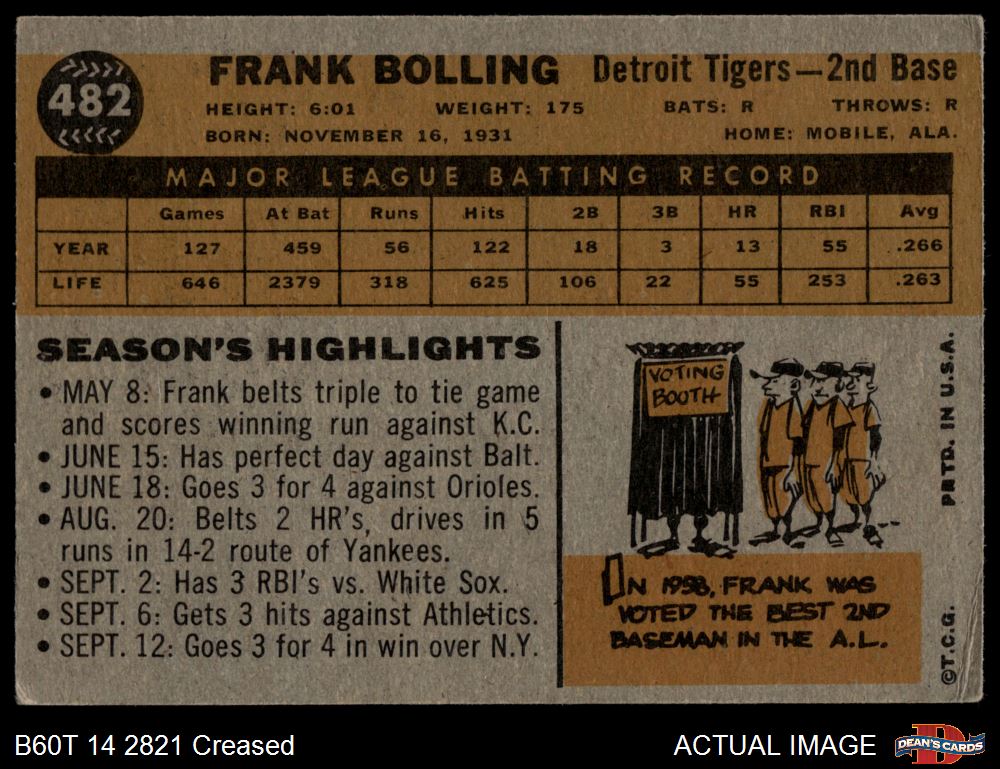 482
FRANK BOLLING Detroit Tigers—2nd Base
HEIGHT: 6:01 WEIGHT: 175 BATS: R THROWS: R
BORN: NOVEMBER 16, 1931 HOME: MOBILE, ALA.
MAJOR LEAGUE BATTING RECORD
Games At Bat Runs Hits 2B 3B HR RBI Avg
YEAR 127 459 56 122 18 3 13 55 .266
LIFE 646 2379 318 625 106 22 55 253 .263
SEASON'S HIGHLIGHTS
• MAY 8: Frank belts triple to tie game
and scores winning run against K.C.
• JUNE 15: Has perfect day against Balt.
• JUNE 18: Goes 3 for 4 against Orioles.
• AUG. 20: Belts 2 HR's, drives in 5
runs in 14-2 route of Yankees.
• SEPT. 2: Has 3 RBI's vs. White Sox.
• SEPT. 6: Gets 3 hits against Athletics.
• SEPT. 12: Goes 3 for 4 in win over N.Y.
VOTING
BOOTH
IN 1958, FRANK WAS
VOTED THE BEST 2ND
BASEMAN IN THE A.L.
©T.C.G. PRTD. IN U.S.A.
B60T 14 2821 Creased
ACTUAL IMAGE
DEAN'S CARDS